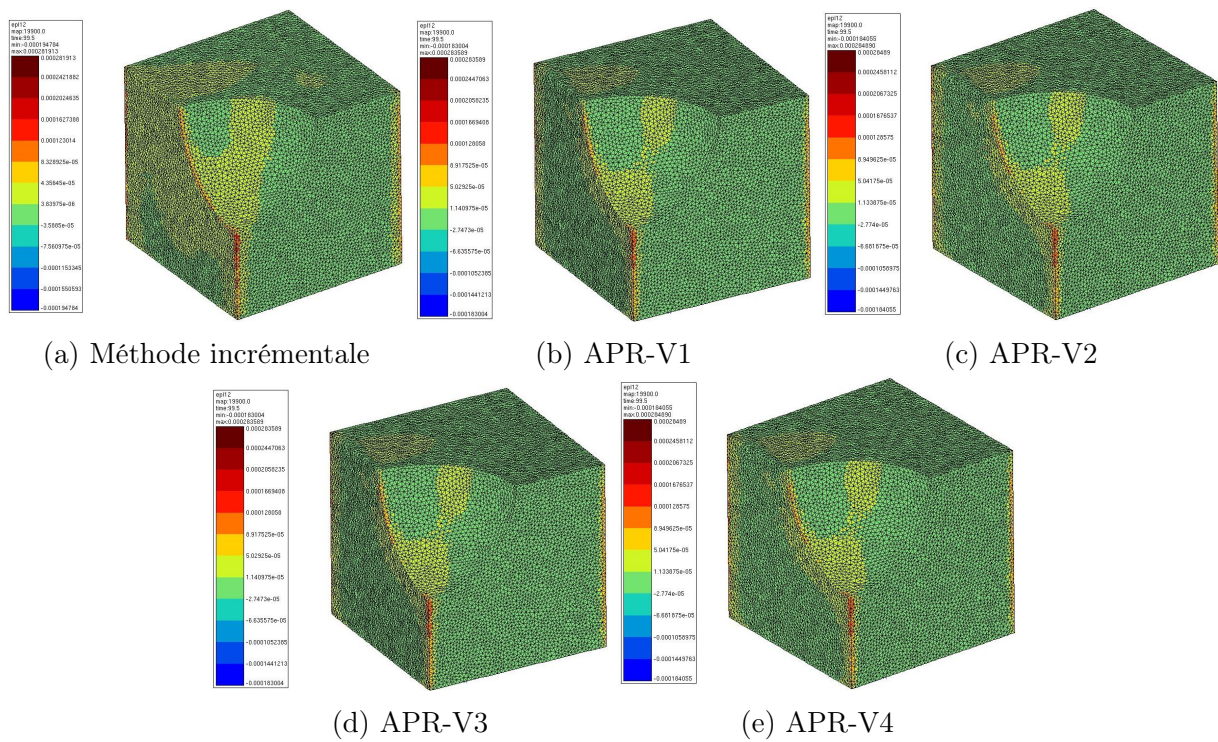 epl12
map:19900.0
time:99.5
min:-0.000194784
max:0.000281913
0.000281913
0.0002421882
0.0002024635
0.0001627388
0.000123014
8.328925e-05
4.35645e-05
3.83975e-06
-3.5885e-05
-7.560975e-05
-0.0001153345
-0.0001550593
-0.000194784
(a) Méthode incrémentale
epl12
map:19900.0
time:99.5
min:-0.000183004
max:0.000283589
0.000283589
0.0002447063
0.0002058235
0.0001669408
0.000128058
8.917525e-05
5.02925e-05
1.140975e-05
-2.7473e-05
-6.635575e-05
-0.0001052385
-0.0001441213
-0.000183004
(b) APR-V1
epl12
map:19900.0
time:99.5
min:-0.000184055
max:0.000284890
0.00028489
0.0002458112
0.0002067325
0.0001676537
0.000128575
8.949625e-05
5.04175e-05
1.133875e-05
-2.774e-05
-6.681875e-05
-0.0001058975
-0.0001449763
-0.000184055
(c) APR-V2
epl12
map:19900.0
time:99.5
min:-0.000183004
max:0.000283589
0.000283589
0.0002447063
0.0002058235
0.0001669408
0.000128058
8.917525e-05
5.02925e-05
1.140975e-05
-2.7473e-05
-6.635575e-05
-0.0001052385
-0.0001441213
-0.000183004
(d) APR-V3
epl12
map:19900.0
time:99.5
min:-0.000184055
max:0.000284890
0.00028489
0.0002458112
0.0002067325
0.0001676537
0.000128575
8.949625e-05
5.04175e-05
1.133875e-05
-2.774e-05
-6.681875e-05
-0.0001058975
-0.0001449763
-0.000184055
(e) APR-V4